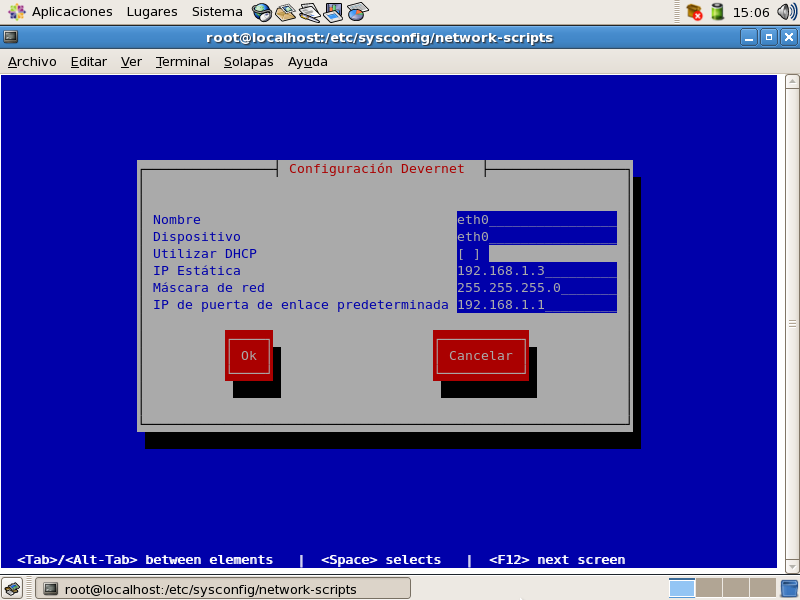 Aplicaciones Lugares Sistema 15:06
root@localhost:/etc/sysconfig/network-scripts
Archivo Editar Ver Terminal Solapas Ayuda
Configuración Devernet
Nombre eth0
Dispositivo eth0
Utilizar DHCP [ ]
IP Estática 192.168.1.3
Máscara de red 255.255.255.0
IP de puerta de enlace predeterminada 192.168.1.1
Ok Cancelar
<Tab>/<Alt-Tab> between elements | <Space> selects | <F12> next screen
root@localhost:/etc/sysconfig/network-scripts